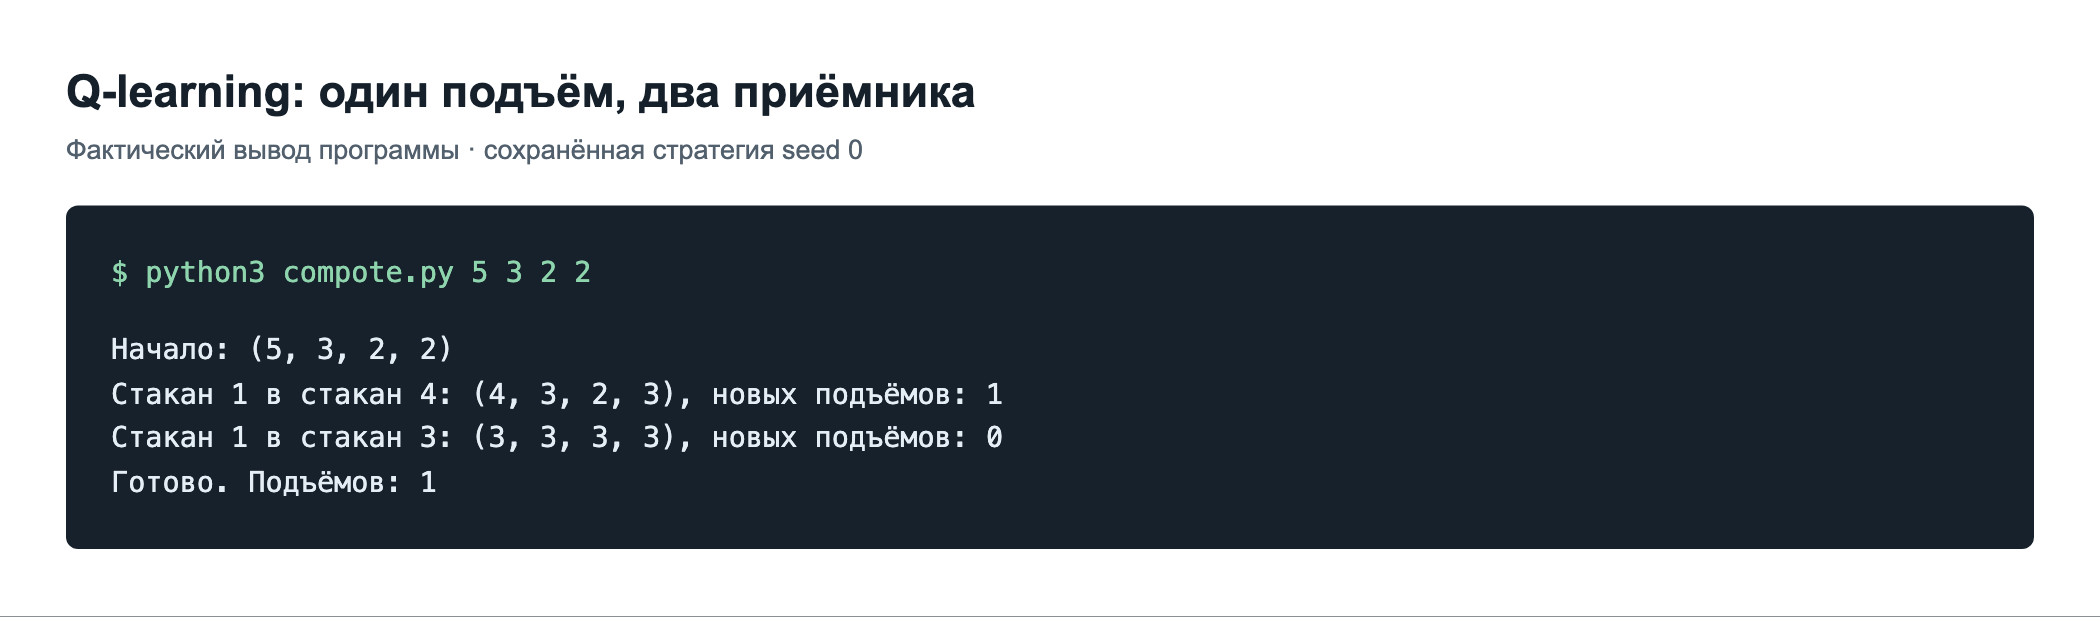 Q-learning: один подъём, два приёмника
Фактический вывод программы · сохранённая стратегия seed 0
$ python3 compote.py 5 3 2 2
Начало: (5, 3, 2, 2)
Стакан 1 в стакан 4: (4, 3, 2, 3), новых подъёмов: 1
Стакан 1 в стакан 3: (3, 3, 3, 3), новых подъёмов: 0
Готово. Подъёмов: 1